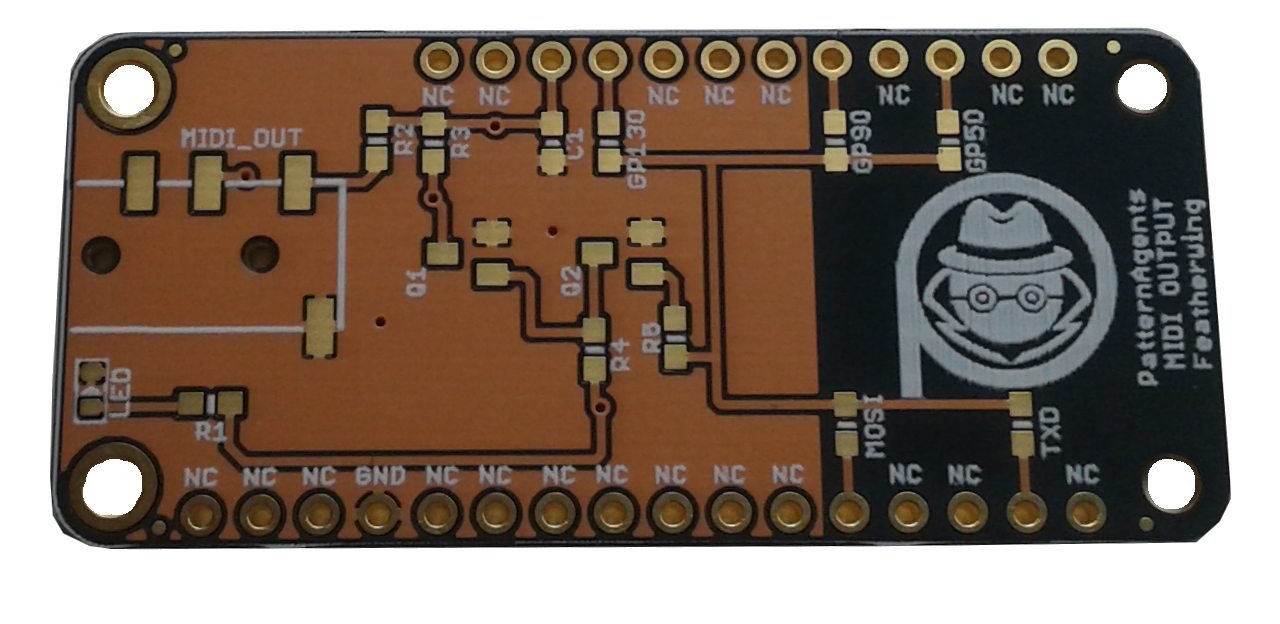 NC NC NC NC NC NC NC NC
MIDI_OUT
R2
R3
C1
GP130
GP90
GP50
Q1
Q2
R5
R4
LED
R1
MOSI
TXD
PatternAgents
MIDI OUTPUT
Featherwing
NC NC NC GND NC NC NC NC NC NC NC NC NC